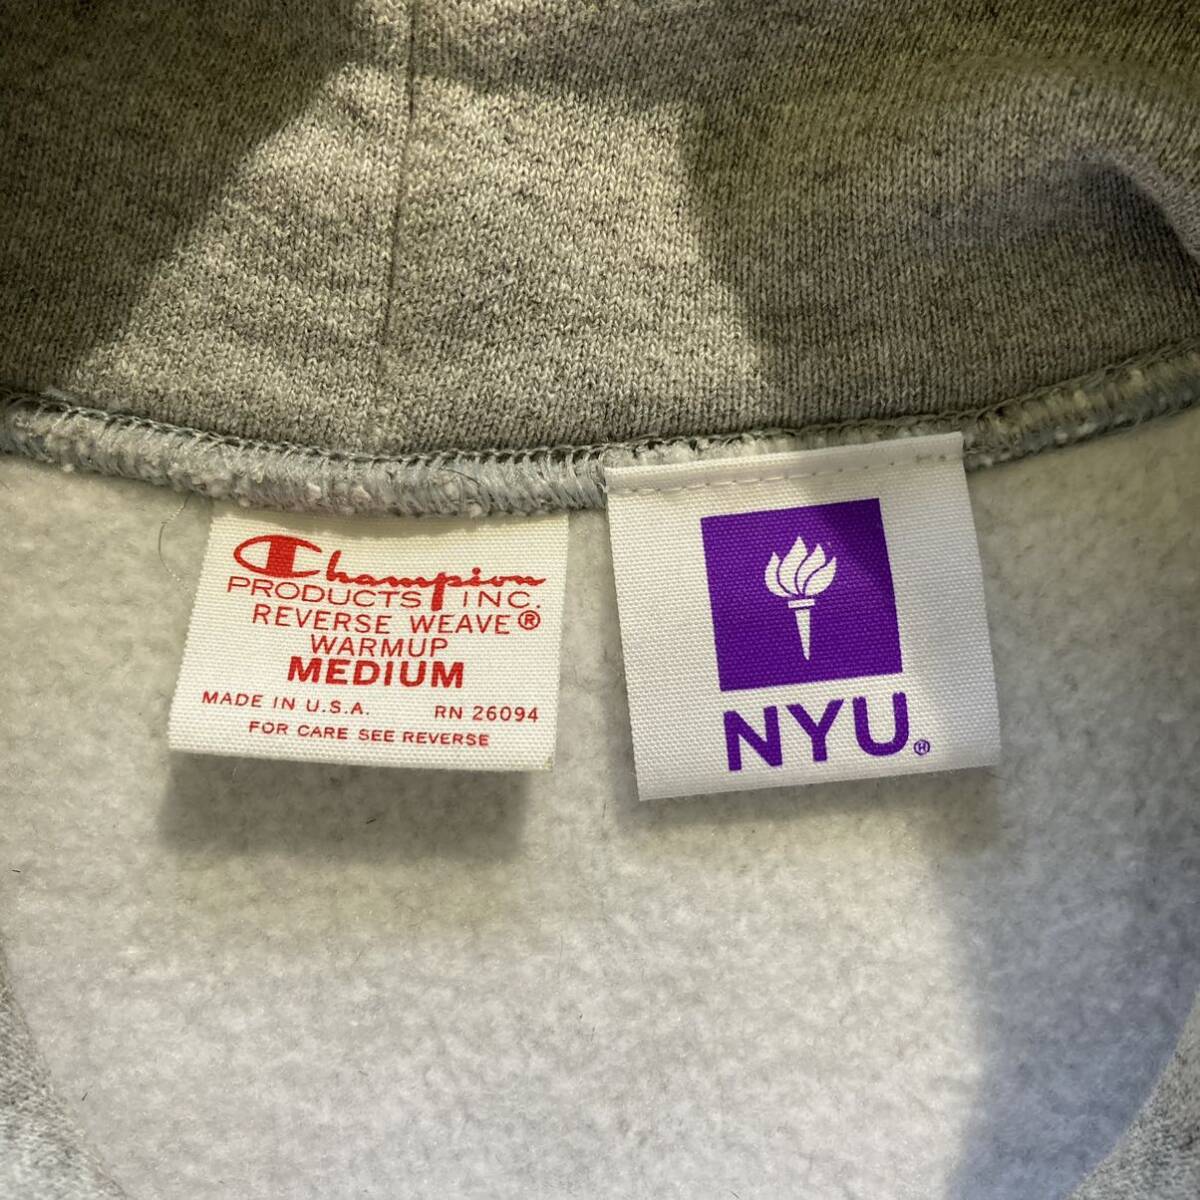 Champion
PRODUCTS INC.
REVERSE WEAVE®
WARMUP
MEDIUM
MADE IN U.S.A. RN 26094
FOR CARE SEE REVERSE
NYU®